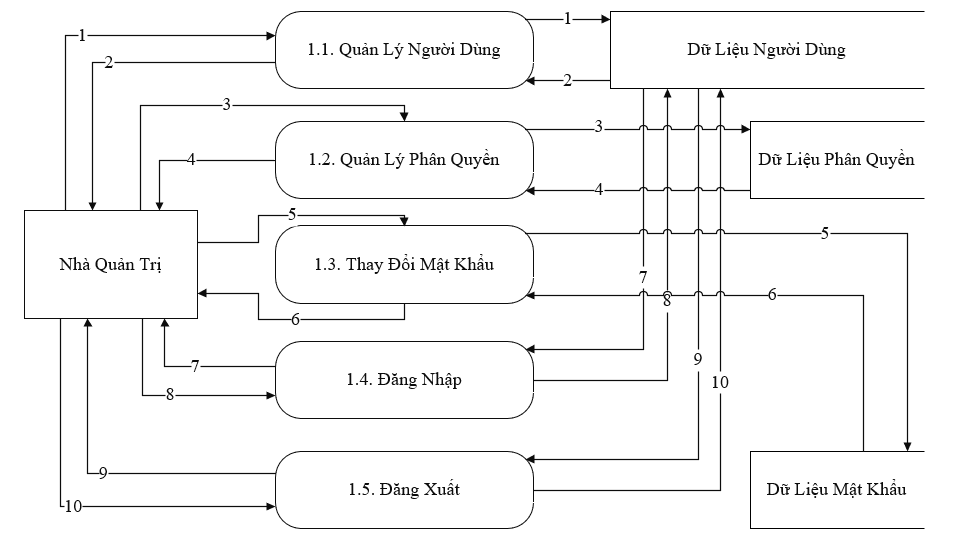 1
1
1.1. Quản Lý Người Dùng
Dữ Liệu Người Dùng
2
2
3
3
1.2. Quản Lý Phân Quyền
Dữ Liệu Phân Quyền
4
4
5
5
Nhà Quản Trị
1.3. Thay Đổi Mật Khẩu
7
6
8
6
7
9
1.4. Đăng Nhập
10
8
9
1.5. Đăng Xuất
Dữ Liệu Mật Khẩu
10